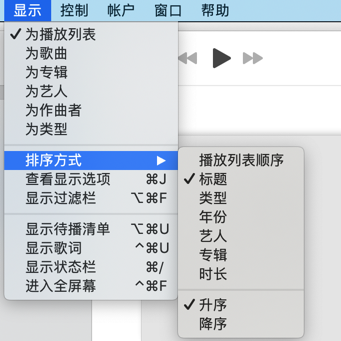 显示 控制 帐户 窗口 帮助
✓ 为播放列表
为歌曲
为专辑
为艺人
为作曲者
为类型
排序方式 ▶
查看显示选项 ⌘J
显示过滤栏 ⌥⌘F
显示待播清单 ⌥⌘U
显示歌词 ^⌘U
显示状态栏 ⌘/
进入全屏幕 ^⌘F
播放列表顺序
✓ 标题
类型
年份
艺人
专辑
时长
✓ 升序
降序